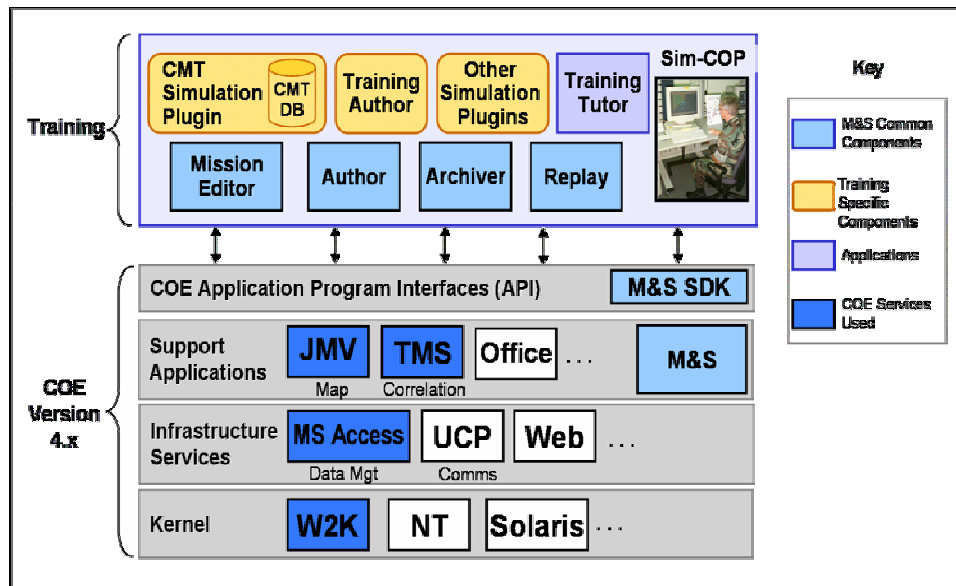 Training
CMT
Simulation
Plugin
CMT
DB
Training
Author
Other
Simulation
Plugins
Training
Tutor
Sim-COP
Mission
Editor
Author
Archiver
Replay
Key
M&S Common
Components
Training
Specific
Components
Applications
COE Services
Used
COE
Version
4.x
COE Application Program Interfaces (API)
M&S SDK
Support
Applications
JMV
TMS
Office
...
M&S
Map
Correlation
Infrastructure
Services
MS Access
UCP
Web
...
Data Mgt
Comms
Kernel
W2K
NT
Solaris
...